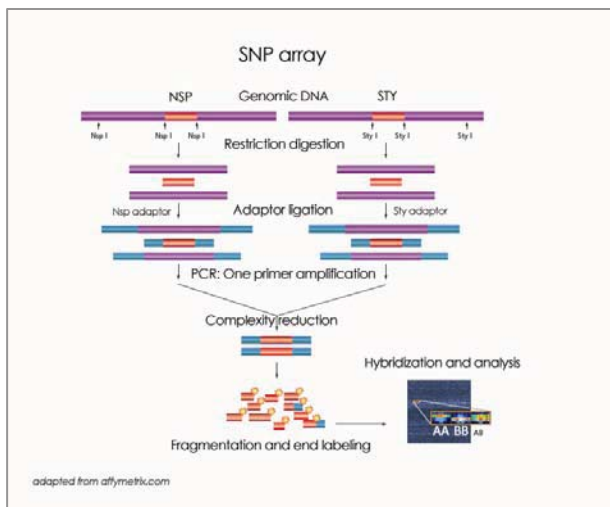 SNP array
NSP Genomic DNA STY
Nsp I Nsp I Nsp I Sty I Sty I Sty I
Restriction digestion
Nsp adaptor Adaptor ligation Sty adaptor
PCR: One primer amplification
Complexity reduction
Hybridization and analysis
AA BB AB
Fragmentation and end labeling
adapted from affymetrix.com